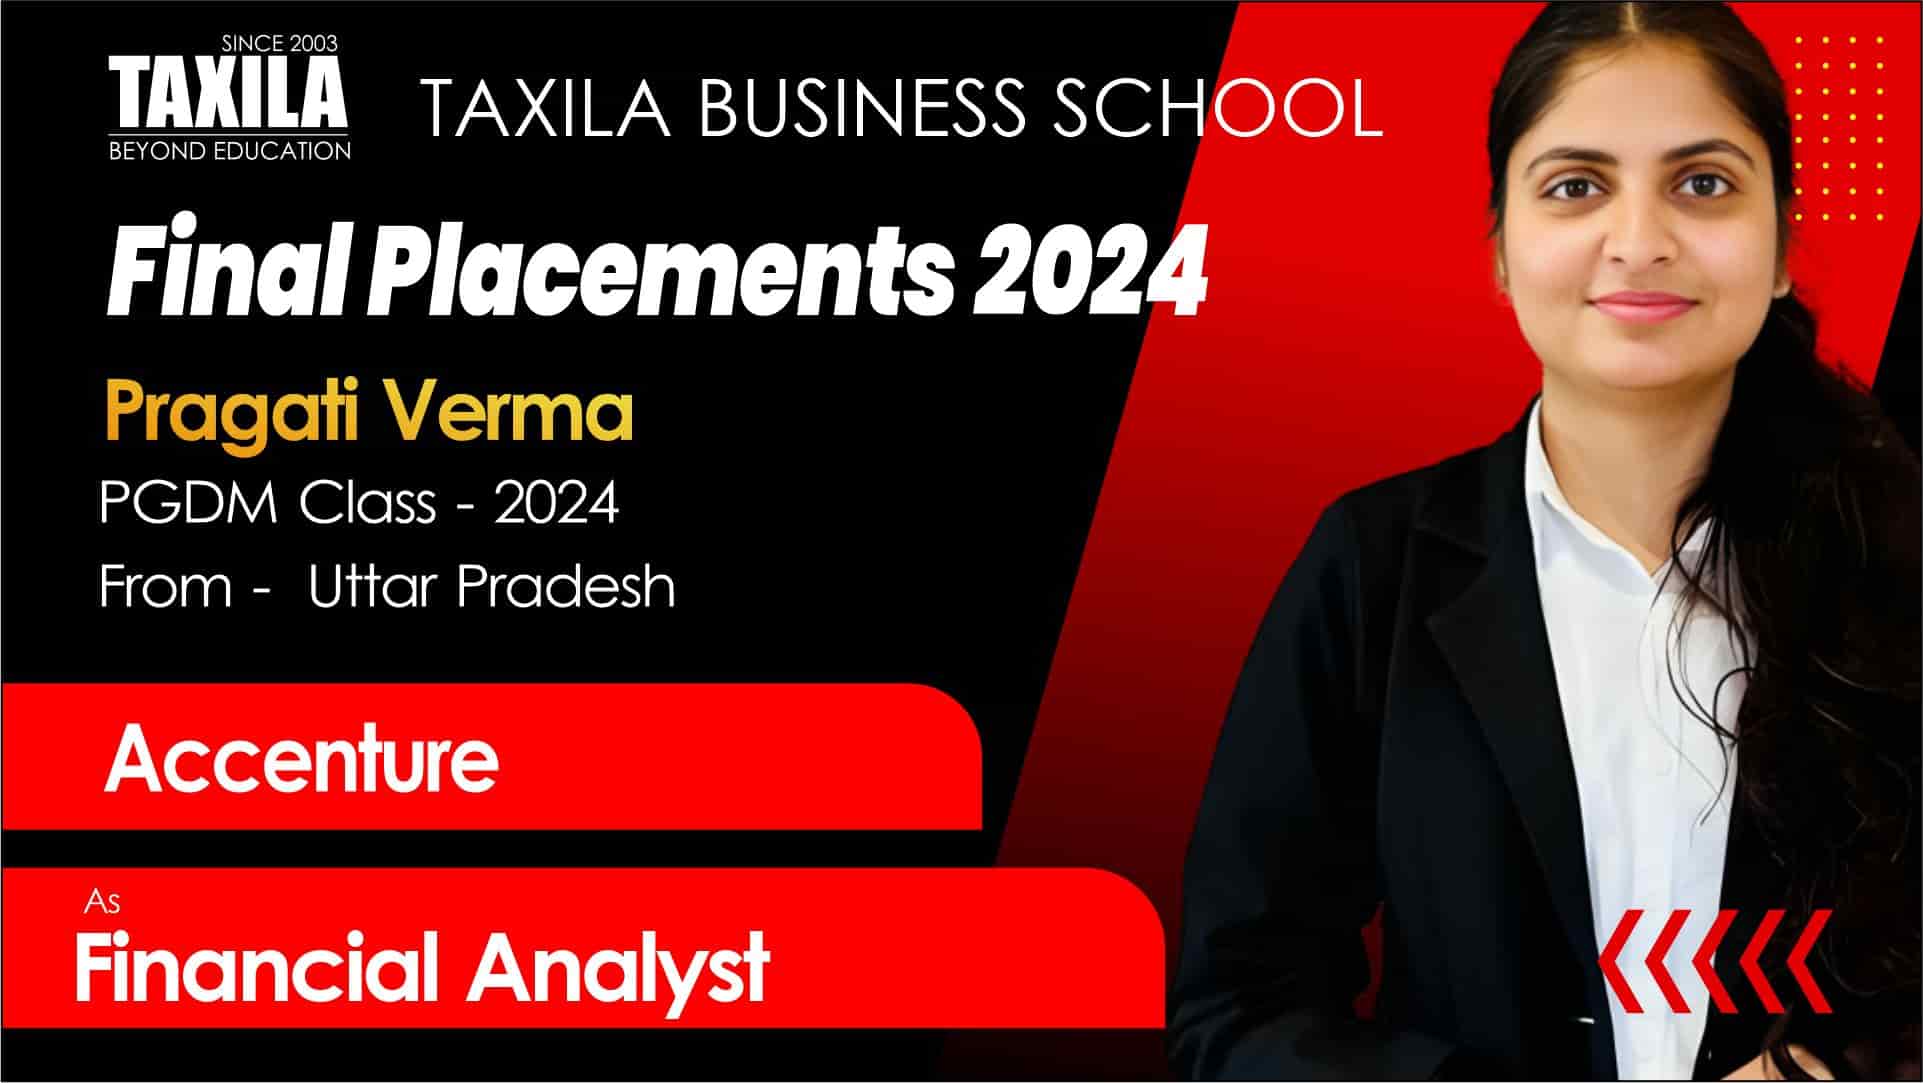 SINCE 2003
TAXILA
BEYOND EDUCATION
TAXILA BUSINESS SCHOOL
Final Placements 2024
Pragati Verma
PGDM Class - 2024
From - Uttar Pradesh
Accenture
As
Financial Analyst